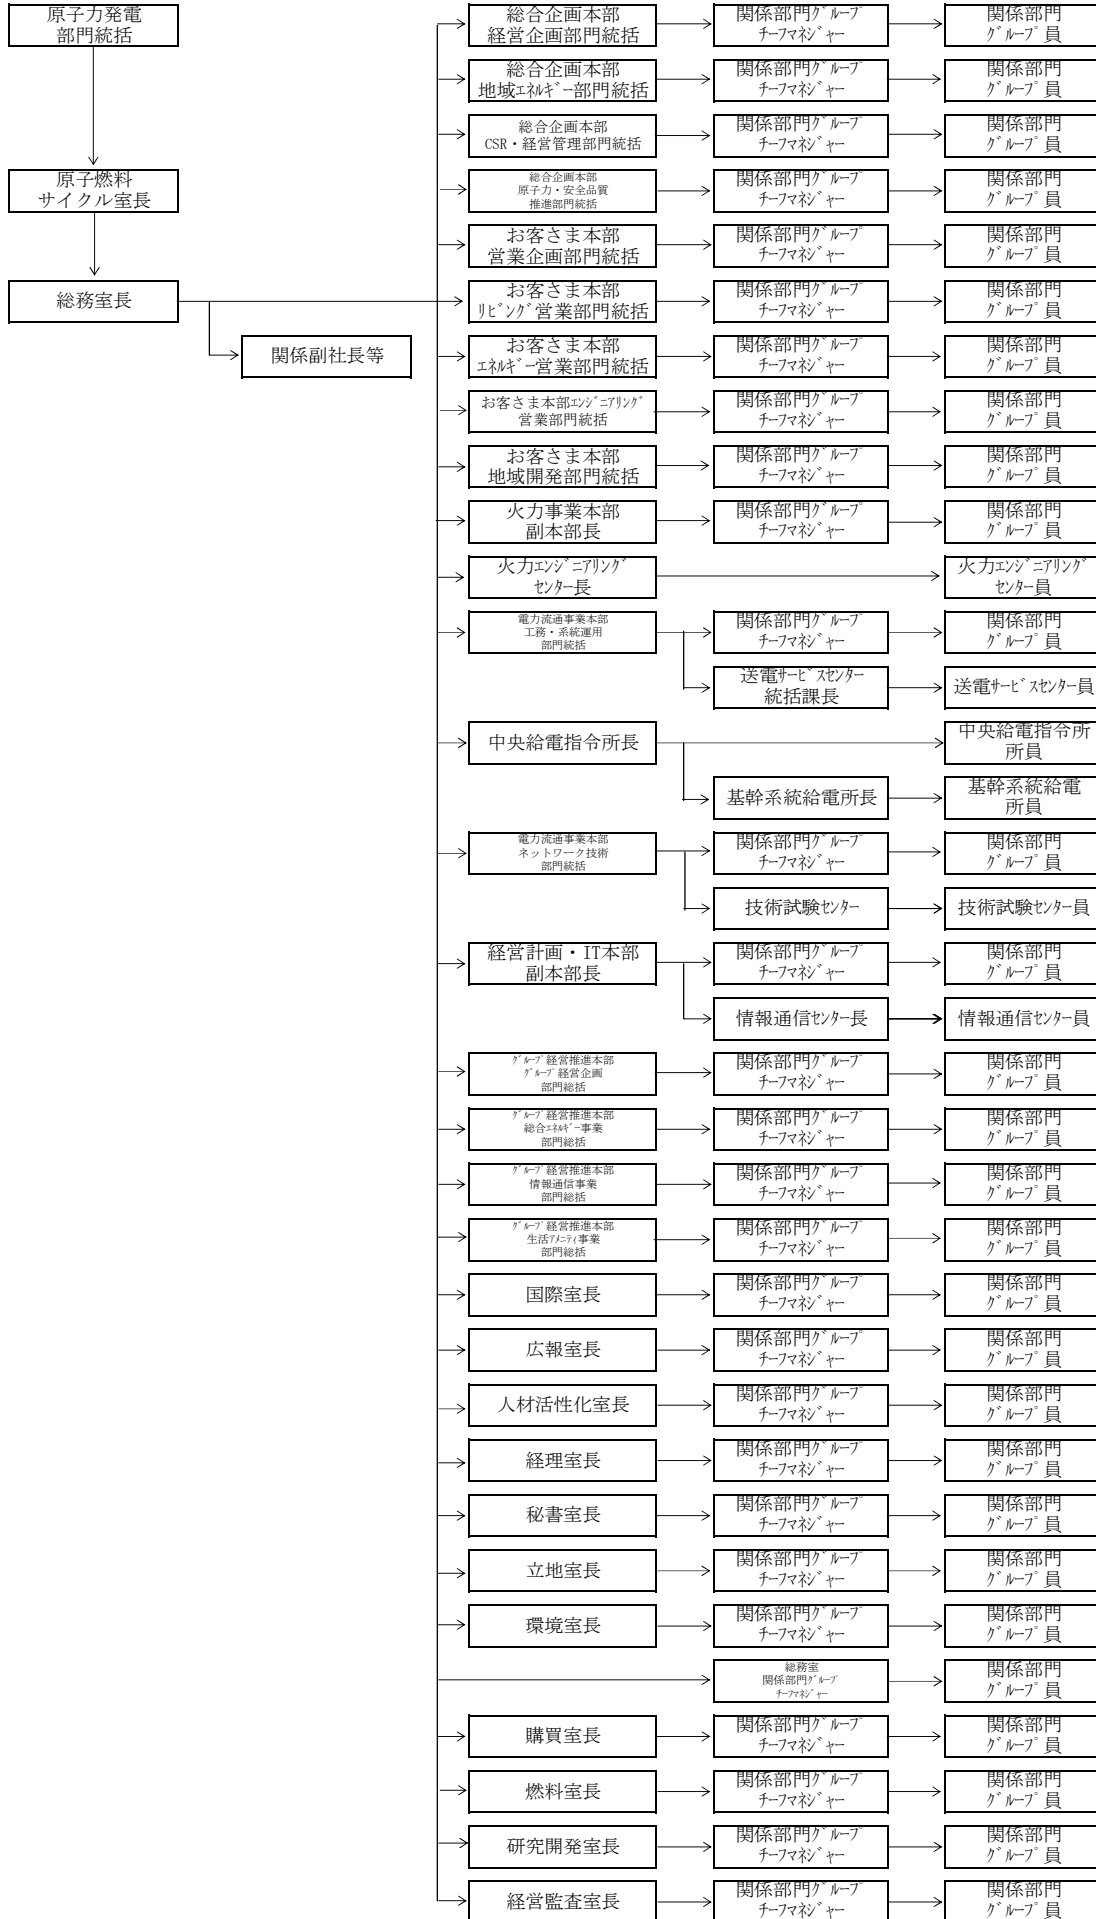 原子力発電
部門統括
原子燃料
サイクル室長
総務室長
関係副社長等
総合企画本部
経営企画部門統括
関係部門グループ
チーフマネジャー
関係部門
グループ員
総合企画本部
地域エネルギー部門統括
関係部門グループ
チーフマネジャー
関係部門
グループ員
総合企画本部
CSR・経営管理部門統括
関係部門グループ
チーフマネジャー
関係部門
グループ員
総合企画本部
原子力・安全品質
推進部門統括
関係部門グループ
チーフマネジャー
関係部門
グループ員
お客さま本部
営業企画部門統括
関係部門グループ
チーフマネジャー
関係部門
グループ員
お客さま本部
リビング営業部門統括
関係部門グループ
チーフマネジャー
関係部門
グループ員
お客さま本部
エネルギー営業部門統括
関係部門グループ
チーフマネジャー
関係部門
グループ員
お客さま本部エンジニアリング
営業部門統括
関係部門グループ
チーフマネジャー
関係部門
グループ員
お客さま本部
地域開発部門統括
関係部門グループ
チーフマネジャー
関係部門
グループ員
火力事業本部
副本部長
関係部門グループ
チーフマネジャー
関係部門
グループ員
火力エンジニアリング
センター長
火力エンジニアリング
センター員
電力流通事業本部
工務・系統運用
部門統括
関係部門グループ
チーフマネジャー
関係部門
グループ員
送電サービスセンター
統括課長
送電サービスセンター員
中央給電指令所長
中央給電指令所
所員
基幹系統給電所長
基幹系統給電
所員
電力流通事業本部
ネットワーク技術
部門統括
関係部門グループ
チーフマネジャー
関係部門
グループ員
技術試験センター
技術試験センター員
経営計画・IT本部
副本部長
関係部門グループ
チーフマネジャー
関係部門
グループ員
情報通信センター長
情報通信センター員
グループ経営推進本部
グループ経営企画
部門総括
関係部門グループ
チーフマネジャー
関係部門
グループ員
グループ経営推進本部
総合エネルギー事業
部門総括
関係部門グループ
チーフマネジャー
関係部門
グループ員
グループ経営推進本部
情報通信事業
部門総括
関係部門グループ
チーフマネジャー
関係部門
グループ員
グループ経営推進本部
生活アメニティ事業
部門総括
関係部門グループ
チーフマネジャー
関係部門
グループ員
国際室長
関係部門グループ
チーフマネジャー
関係部門
グループ員
広報室長
関係部門グループ
チーフマネジャー
関係部門
グループ員
人材活性化室長
関係部門グループ
チーフマネジャー
関係部門
グループ員
経理室長
関係部門グループ
チーフマネジャー
関係部門
グループ員
秘書室長
関係部門グループ
チーフマネジャー
関係部門
グループ員
立地室長
関係部門グループ
チーフマネジャー
関係部門
グループ員
環境室長
関係部門グループ
チーフマネジャー
関係部門
グループ員
総務室
関係部門グループ
チーフマネジャー
関係部門
グループ員
購買室長
関係部門グループ
チーフマネジャー
関係部門
グループ員
燃料室長
関係部門グループ
チーフマネジャー
関係部門
グループ員
研究開発室長
関係部門グループ
チーフマネジャー
関係部門
グループ員
経営監査室長
関係部門グループ
チーフマネジャー
関係部門
グループ員